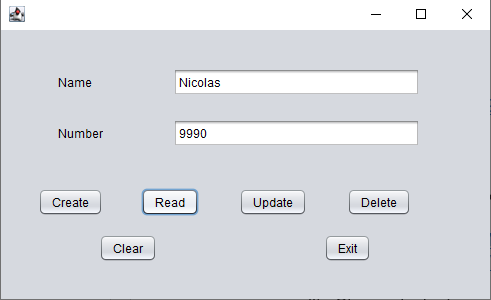 Name Nicolas
Number 9990
Create Read Update Delete
Clear Exit